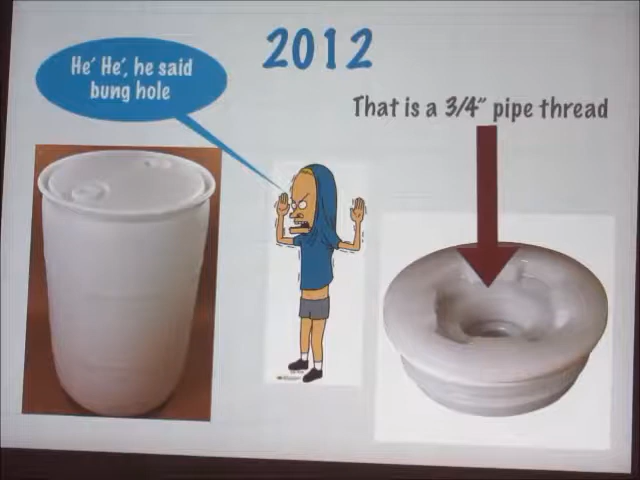 2012
He' He', he said
bung hole
That is a 3/4" pipe thread